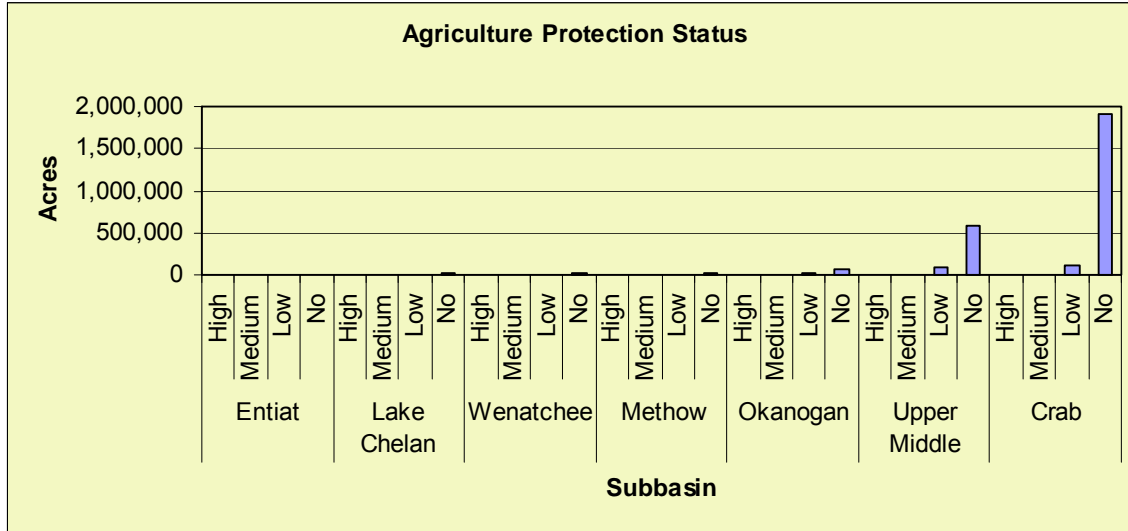 Agriculture Protection Status
Acres
2,000,000
1,500,000
1,000,000
500,000
0
High Medium Low No High Medium Low No High Medium Low No High Medium Low No High Medium Low No High Medium Low No High Medium Low No
Entiat Lake Wenatchee Methow Okanogan Upper Crab
Chelan Middle
Subbasin